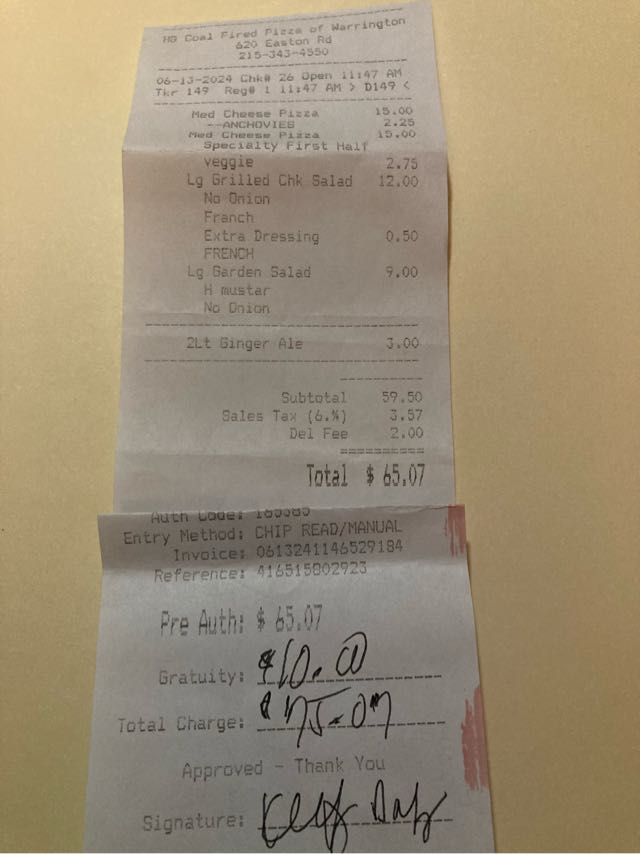 HG Coal Fired Pizza of Warrington
620 Easton Rd
215-343-4550
06-13-2024 Chk# 26 Open 11:47 AM
Tkr 149 Reg# 1 11:47 AM > D149 <
Med Cheese Pizza 15.00
--ANCHOVIES 2.25
Med Cheese Pizza 15.00
Specialty First Half
veggie 2.75
Lg Grilled Chk Salad 12.00
No Onion
Franch
Extra Dressing 0.50
FRENCH
Lg Garden Salad 9.00
H mustar
No Onion
2Lt Ginger Ale 3.00
Subtotal 59.50
Sales Tax (6.%) 3.57
Del Fee 2.00
Total $ 65.07
Auth Code: 165385
Entry Method: CHIP READ/MANUAL
Invoice: 0613241146529184
Reference: 416515802923
Pre Auth: $ 65.07
Gratuity: $10.00
Total Charge: $75.07
Approved - Thank You
Signature: